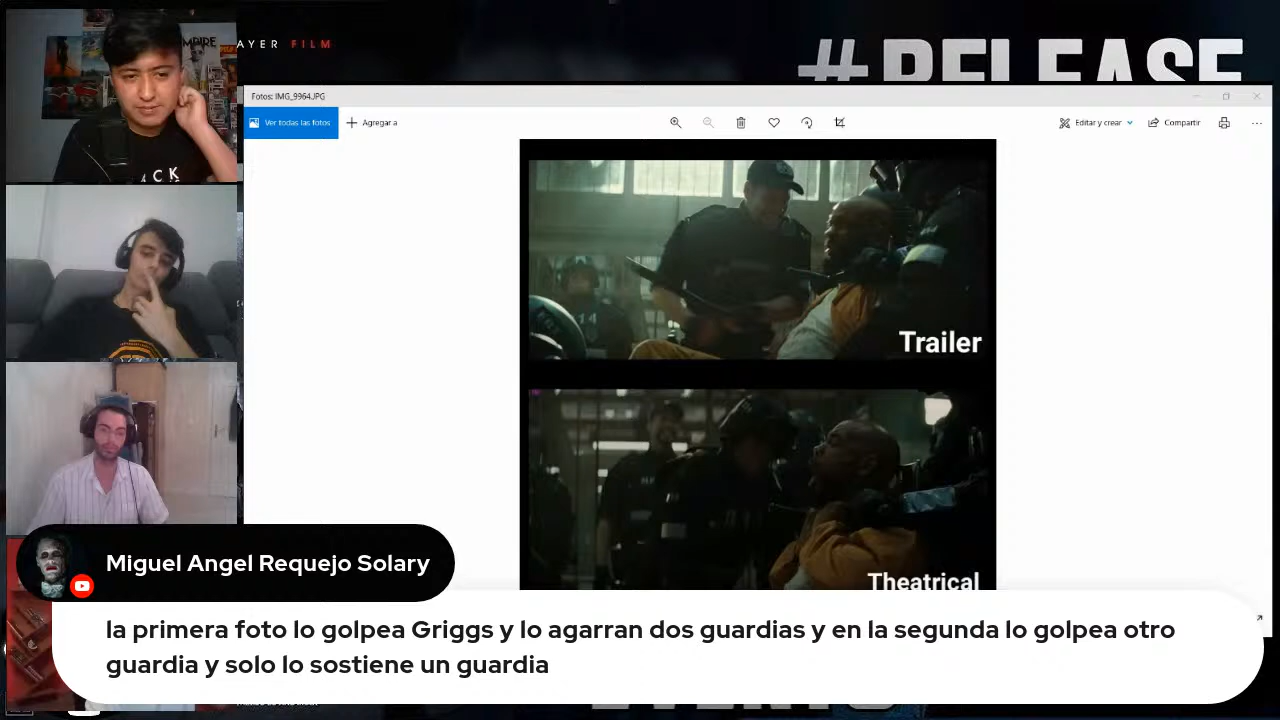 AYER FILM
#RELEASE
Fotos: IMG_9964.JPG
Ver todas las fotos
Agregar a
Editar y crear
Compartir
Trailer
Theatrical
Miguel Angel Requejo Solary
la primera foto lo golpea Griggs y lo agarran dos guardias y en la segunda lo golpea otro
guardia y solo lo sostiene un guardia